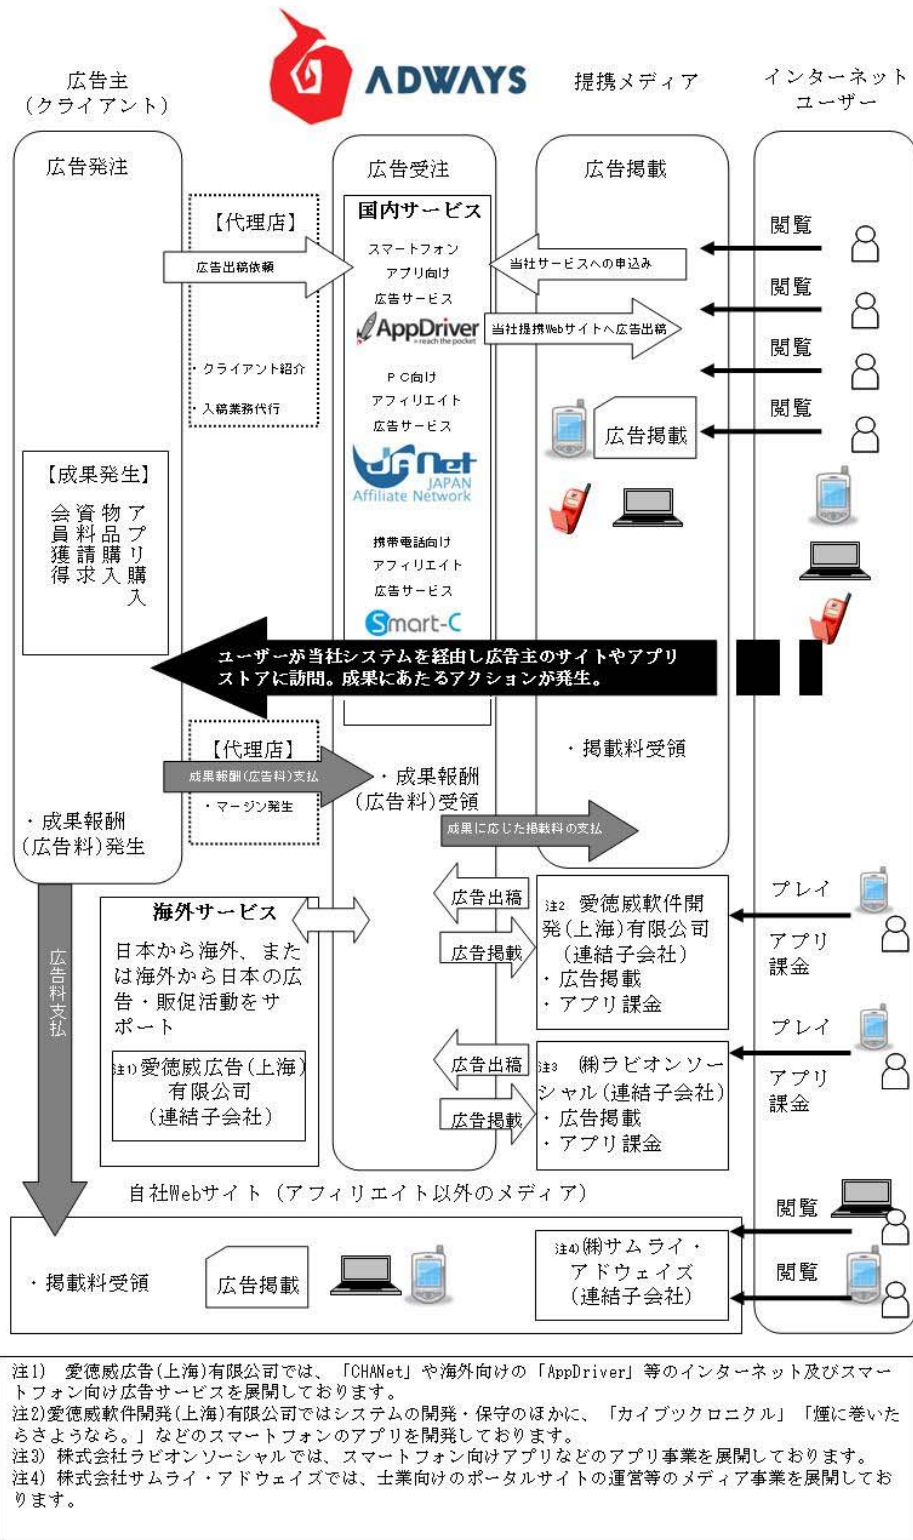 広告主
(クライアント)
ADWAYS
提携メディア
インターネット
ユーザー
広告発注
広告受注
広告掲載
【代理店】
広告出稿依頼
・クライアント紹介
・入稿業務代行
国内サービス
スマートフォン
アプリ向け
広告サービス
AppDriver
reach the pocket
PC向け
アフィリエイト
広告サービス
JANet
JAPAN
Affiliate Network
携帯電話向け
アフィリエイト
広告サービス
Smart-C
当社サービスへの申込み
当社提携Webサイトへ広告出稿
広告掲載
閲覧
閲覧
閲覧
閲覧
【成果発生】
アプリ購入
物品購入
資料請求
会員獲得
ユーザーが当社システムを経由し広告主のサイトやアプリ
ストアに訪問。成果にあたるアクションが発生。
【代理店】
成果報酬(広告料)支払
・マージン発生
・成果報酬
(広告料)発生
・成果報酬
(広告料)受領
・掲載料受領
成果に応じた掲載料の支払
広告料支払
海外サービス
日本から海外、また
は海外から日本の広
告・販促活動をサ
ポート
注1)愛徳威広告(上海)
有限公司
(連結子会社)
広告出稿
広告掲載
注2 愛徳威軟件開
発(上海)有限公司
(連結子会社)
・広告掲載
・アプリ課金
プレイ
アプリ
課金
広告出稿
広告掲載
注3 ㈱ラビオンソー
シャル(連結子会社)
・広告掲載
・アプリ課金
プレイ
アプリ
課金
自社Webサイト(アフィリエイト以外のメディア)
・掲載料受領
広告掲載
注4)㈱サムライ・
アドウェイズ
(連結子会社)
閲覧
閲覧
注1) 愛徳威広告(上海)有限公司では、「CHANet」や海外向けの「AppDriver」等のインターネット及びスマー
トフォン向け広告サービスを展開しております。
注2)愛徳威軟件開発(上海)有限公司ではシステムの開発・保守のほかに、「カイブツクロニクル」「煙に巻いた
らさようなら。」などのスマートフォンのアプリを開発しております。
注3) 株式会社ラビオンソーシャルでは、スマートフォン向けアプリなどのアプリ事業を展開しております。
注4) 株式会社サムライ・アドウェイズでは、士業向けのポータルサイトの運営等のメディア事業を展開してお
ります。